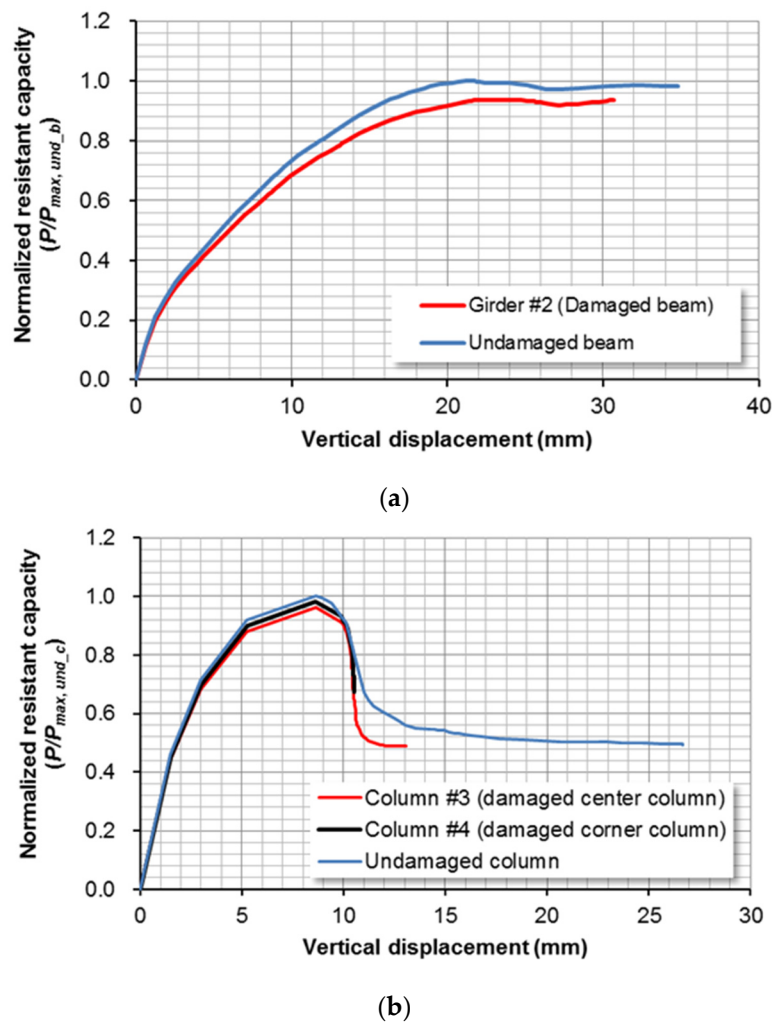 1.2
1.0
0.8
0.6
0.4
0.2
0.0
Normalized resistant capacity
(P/Pmax, und_b)
Girder #2 (Damaged beam)
Undamaged beam
0 10 20 30 40
Vertical displacement (mm)
(a)
1.2
1.0
0.8
0.6
0.4
0.2
0.0
Normalized resistant capacity
(P/Pmax, und_c)
Column #3 (damaged center column)
Column #4 (damaged corner column)
Undamaged column
0 5 10 15 20 25 30
Vertical displacement (mm)
(b)